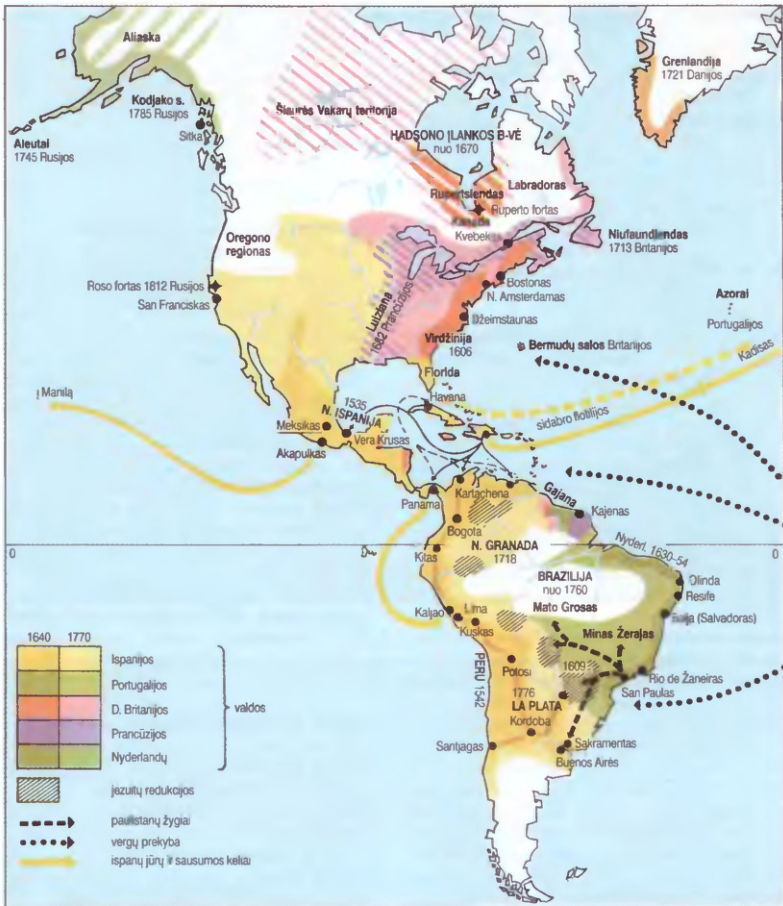 Aliaska
Grenlandija
1721 Danijos
Kodjako s.
1785 Rusijos
Sitka
Aleutai
1745 Rusijos
Šiaurės Vakarų teritorija
HADSONO ĮLANKOS B-VĖ
nuo 1670
Labradoras
Rupertslendas
Ruperto fortas
Kanada
Kvebekas
Niufaundlendas
1713 Britanijos
Oregono
regionas
Roso fortas 1812 Rusijos
San Franciskas
Luiziana
1682 Prancūzijos
Bostonas
N. Amsterdamas
Džeimstaunas
Virdžinija
1606
Azorai
Portugalijos
Bermudų salos Britanijos
Kadisas
Florida
Havana
sidabro flotilijos
Į Manilą
1535
N. ISPANIJA
Meksikas
Vera Krusas
Akapulkas
Panama
Kartachena
Gajana
Kajenas
Bogota
N. GRANADA
1718
Nyderl. 1630-54
0
0
Kitas
BRAZILIJA
nuo 1760
Olinda
Resifė
Mato Grosas
(Salvadoras)
Kaljao
Lima
Kuskas
Minas Žeraјas
1609
Potosi
PERU 1542
Rio de Žaneiras
San Paulas
1776
LA PLATA
Kordoba
Santjagas
Sakramentas
Buenos Airės
1640 1770
Ispanijos
Portugalijos
D. Britanijos
Prancūzijos
Nyderlandų
valdos
jėzuitų redukcijos
paulistanų žygiai
vergų prekyba
ispanų jūrų ir sausumos keliai